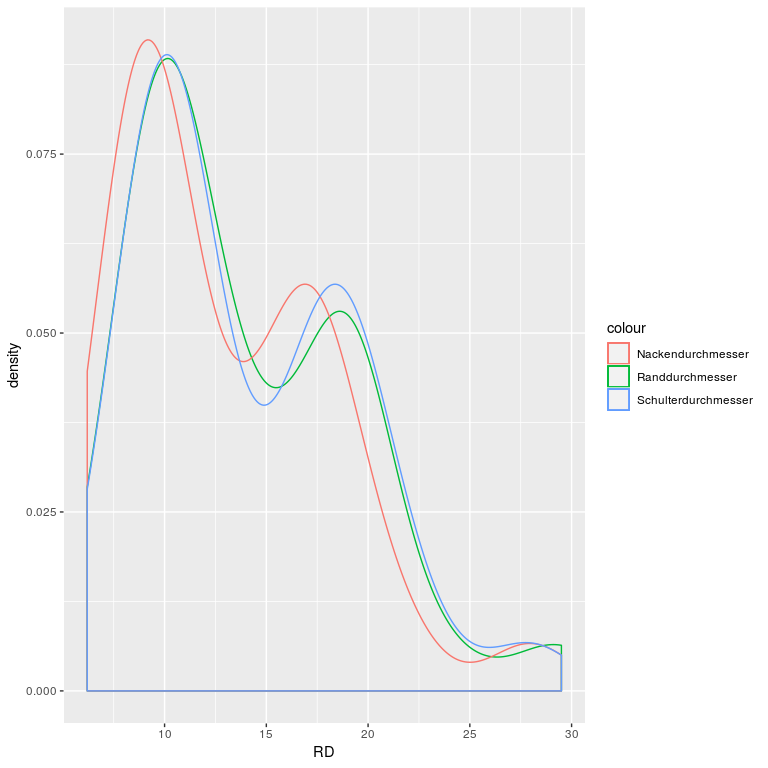 0.075
0.050
0.025
0.000
density
10
15
20
25
30
RD
colour
Nackendurchmesser
Randdurchmesser
Schulterdurchmesser